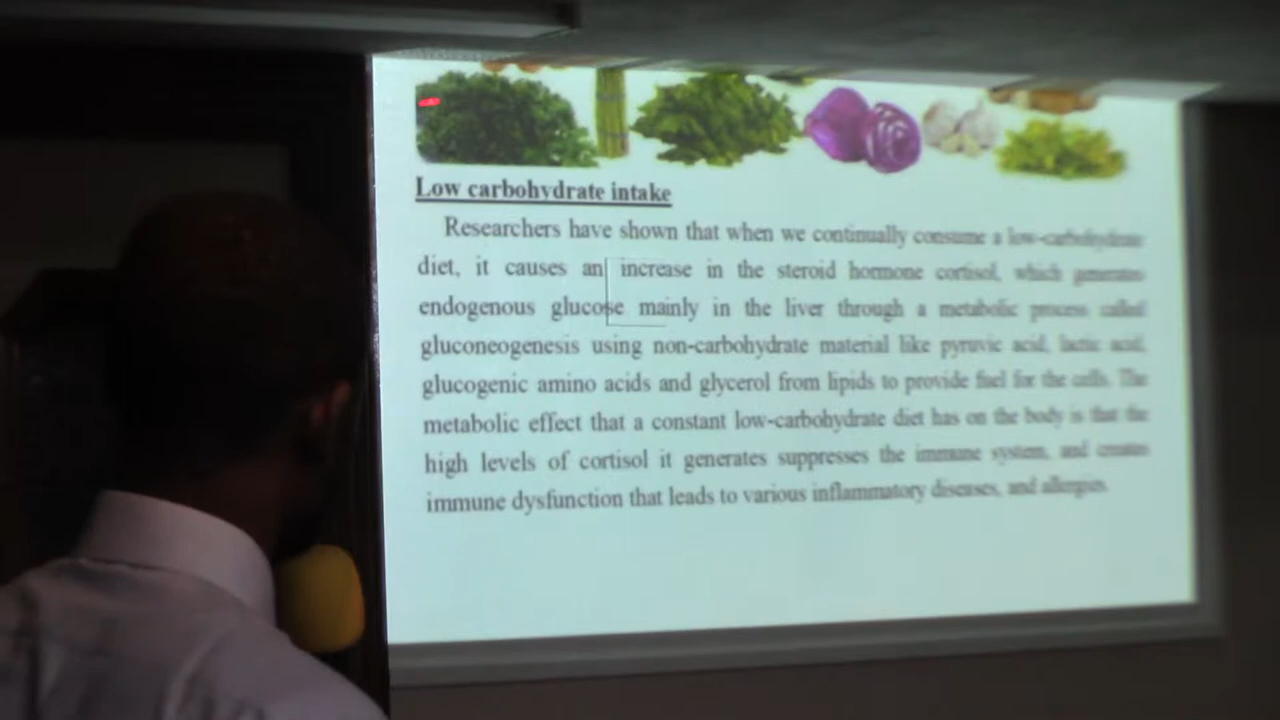 Low carbohydrate intake
Researchers have shown that when we continually consume a low-carbohydrate
diet, it causes an increase in the steroid hormone cortisol, which generates
endogenous glucose mainly in the liver through a metabolic process called
gluconeogenesis using non-carbohydrate material like pyruvic acid, lactic acid,
glucogenic amino acids and glycerol from lipids to provide fuel for the cells. The
metabolic effect that a constant low-carbohydrate diet has on the body is that the
high levels of cortisol it generates suppresses the immune system, and creates
immune dysfunction that leads to various inflammatory diseases, and allergies.